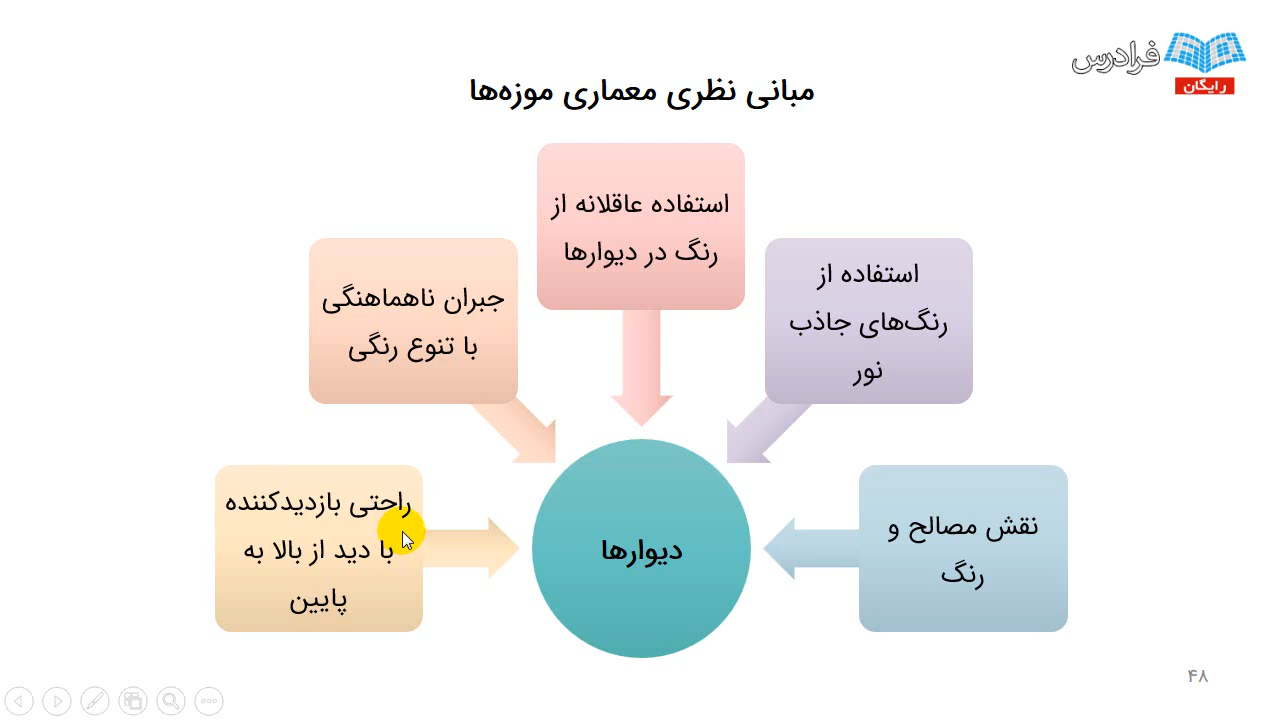 فرادرس
رایگان
مبانی نظری معماری موزه‌ها
استفاده عاقلانه از
رنگ در دیوارها
استفاده از
رنگ‌های جاذب
نور
جبران ناهماهنگی
با تنوع رنگی
نقش مصالح و
رنگ
دیوارها
راحتی بازدیدکننده
با دید از بالا به
پایین
۴۸